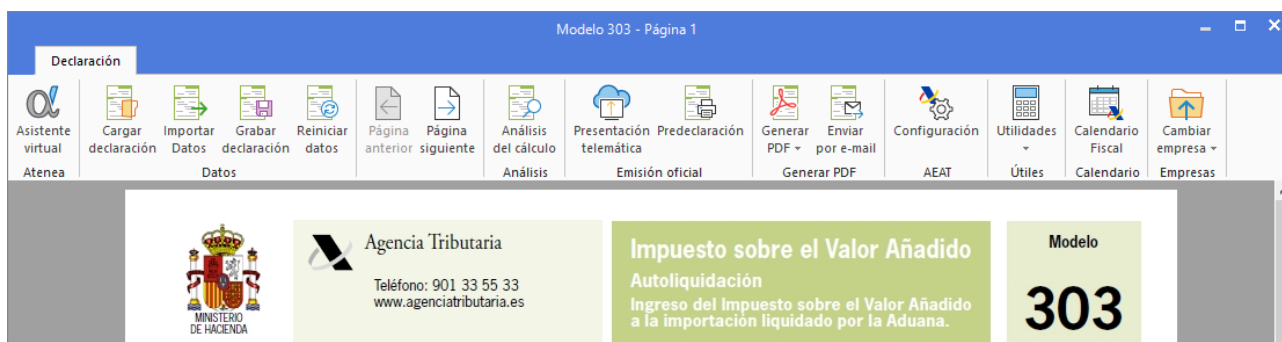 Modelo 303 - Página 1
Declaración
Asistente virtual
Cargar declaración
Importar Datos
Grabar declaración
Reiniciar datos
Página anterior
Página siguiente
Análisis del cálculo
Presentación telemática
Predeclaración
Generar PDF
Enviar por e-mail
Configuración
Utilidades
Calendario Fiscal
Cambiar empresa
Atenea
Datos
Análisis
Emisión oficial
Generar PDF
AEAT
Útiles
Calendario
Empresas
MINISTERIO
DE HACIENDA
Agencia Tributaria
Teléfono: 901 33 55 33
www.agenciatributaria.es
Impuesto sobre el Valor Añadido
Autoliquidación
Ingreso del Impuesto sobre el Valor Añadido
a la importación liquidado por la Aduana.
Modelo
303